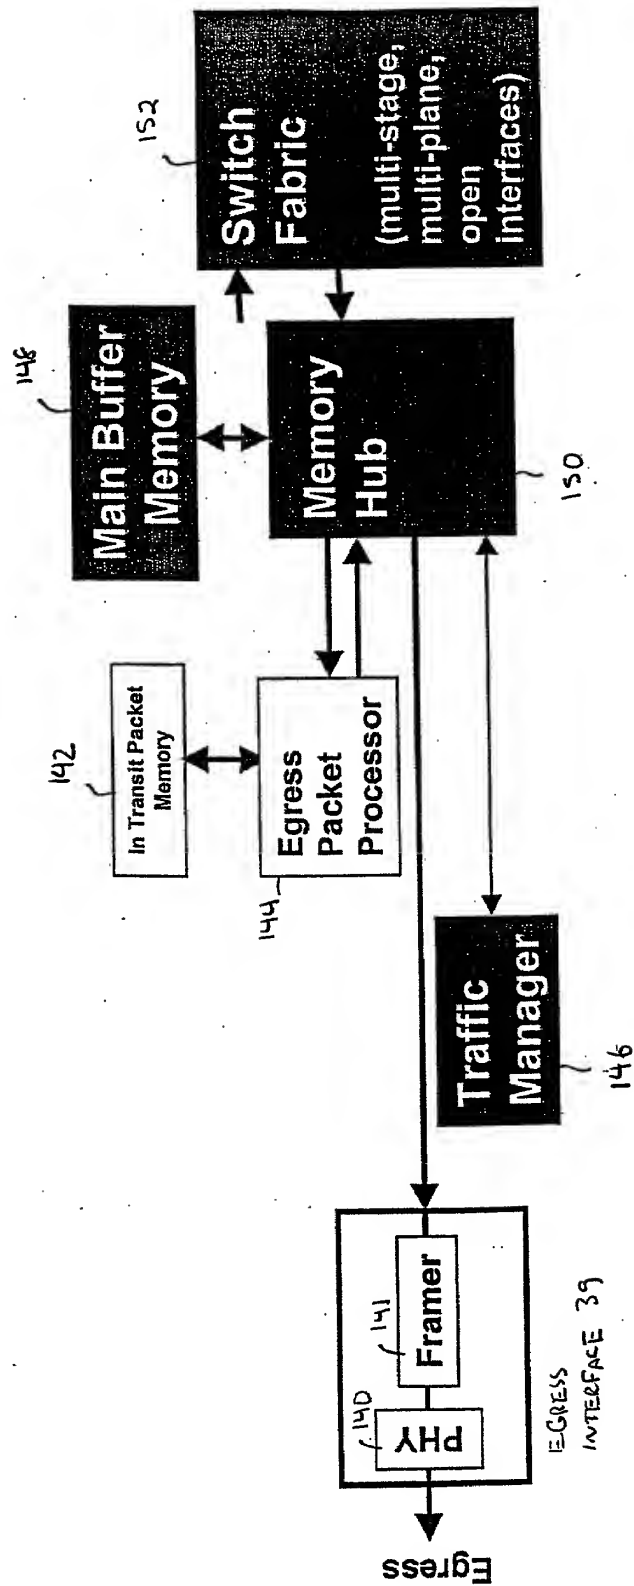 Egress
140
PHY
141
Framer
EGRESS
INTERFACE 39
Traffic
Manager
146
142
In Transit Packet
Memory
144
Egress
Packet
Processor
148
Main Buffer
Memory
Memory
Hub
150
152
Switch
Fabric
(multi-stage,
multi-plane,
open
interfaces)